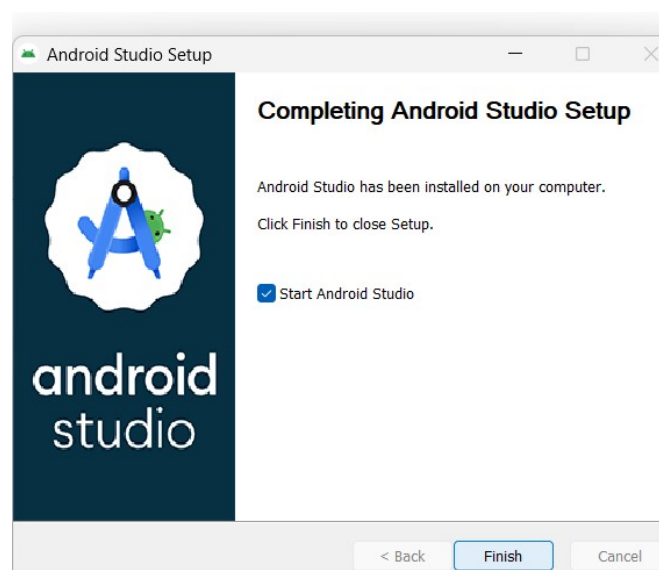 Android Studio Setup
Completing Android Studio Setup
Android Studio has been installed on your computer.
Click Finish to close Setup.
Start Android Studio
android
studio
< Back
Finish
Cancel